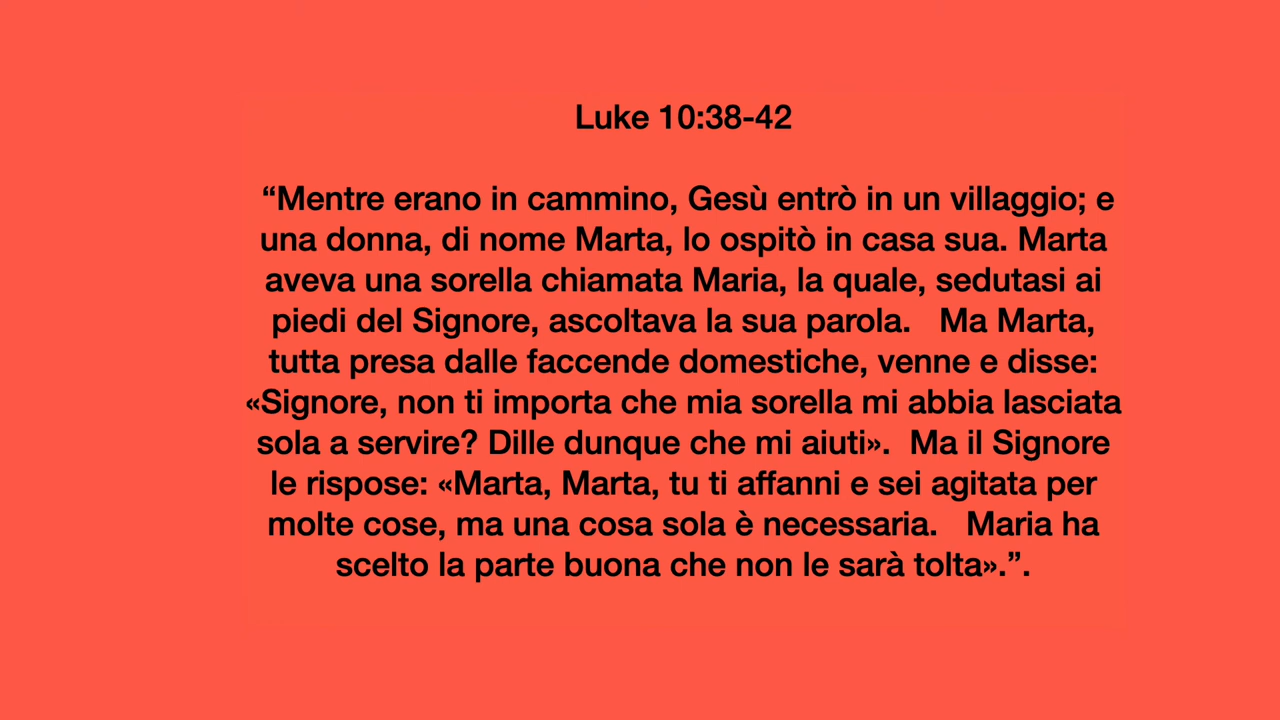 Luke 10:38-42
“Mentre erano in cammino, Gesù entrò in un villaggio; e
una donna, di nome Marta, lo ospitò in casa sua. Marta
aveva una sorella chiamata Maria, la quale, sedutasi ai
piedi del Signore, ascoltava la sua parola.   Ma Marta,
tutta presa dalle faccende domestiche, venne e disse:
«Signore, non ti importa che mia sorella mi abbia lasciata
sola a servire? Dille dunque che mi aiuti».  Ma il Signore
le rispose: «Marta, Marta, tu ti affanni e sei agitata per
molte cose, ma una cosa sola è necessaria.   Maria ha
scelto la parte buona che non le sarà tolta».”.